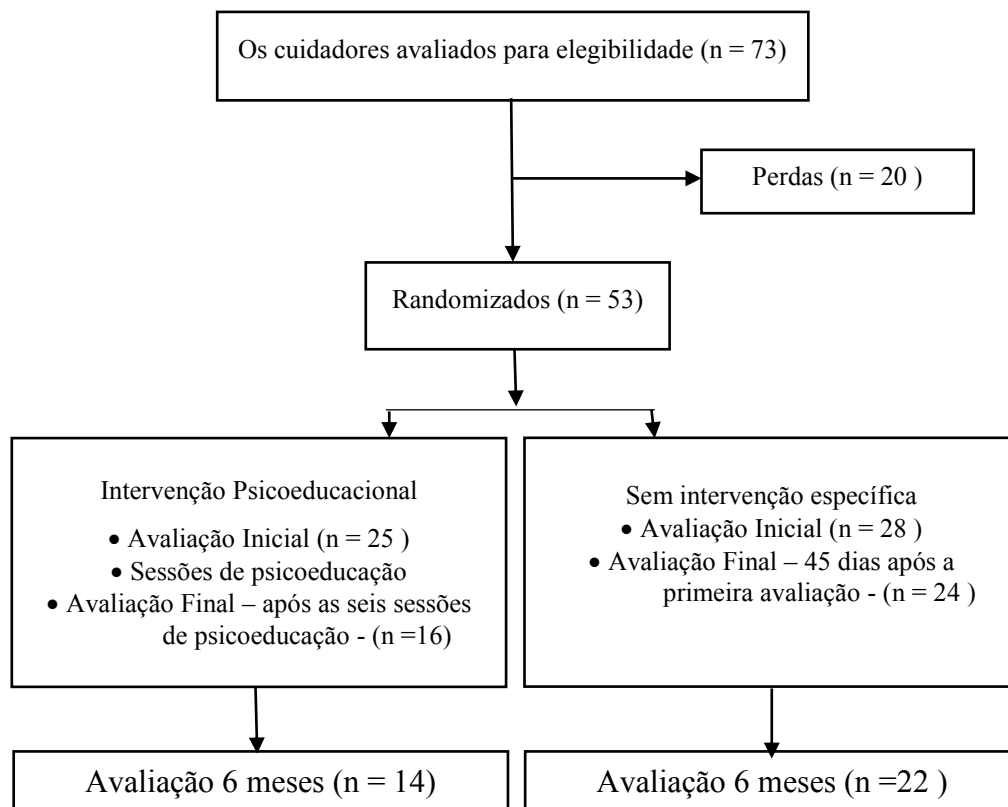 Os cuidadores avaliados para elegibilidade (n = 73)
Perdas (n = 20 )
Randomizados (n = 53)
Intervenção Psicoeducacional
• Avaliação Inicial (n = 25 )
• Sessões de psicoeducação
• Avaliação Final – após as seis sessões
de psicoeducação - (n =16)
Sem intervenção específica
• Avaliação Inicial (n = 28 )
• Avaliação Final – 45 dias após a
primeira avaliação - (n = 24 )
Avaliação 6 meses (n = 14)
Avaliação 6 meses (n =22 )